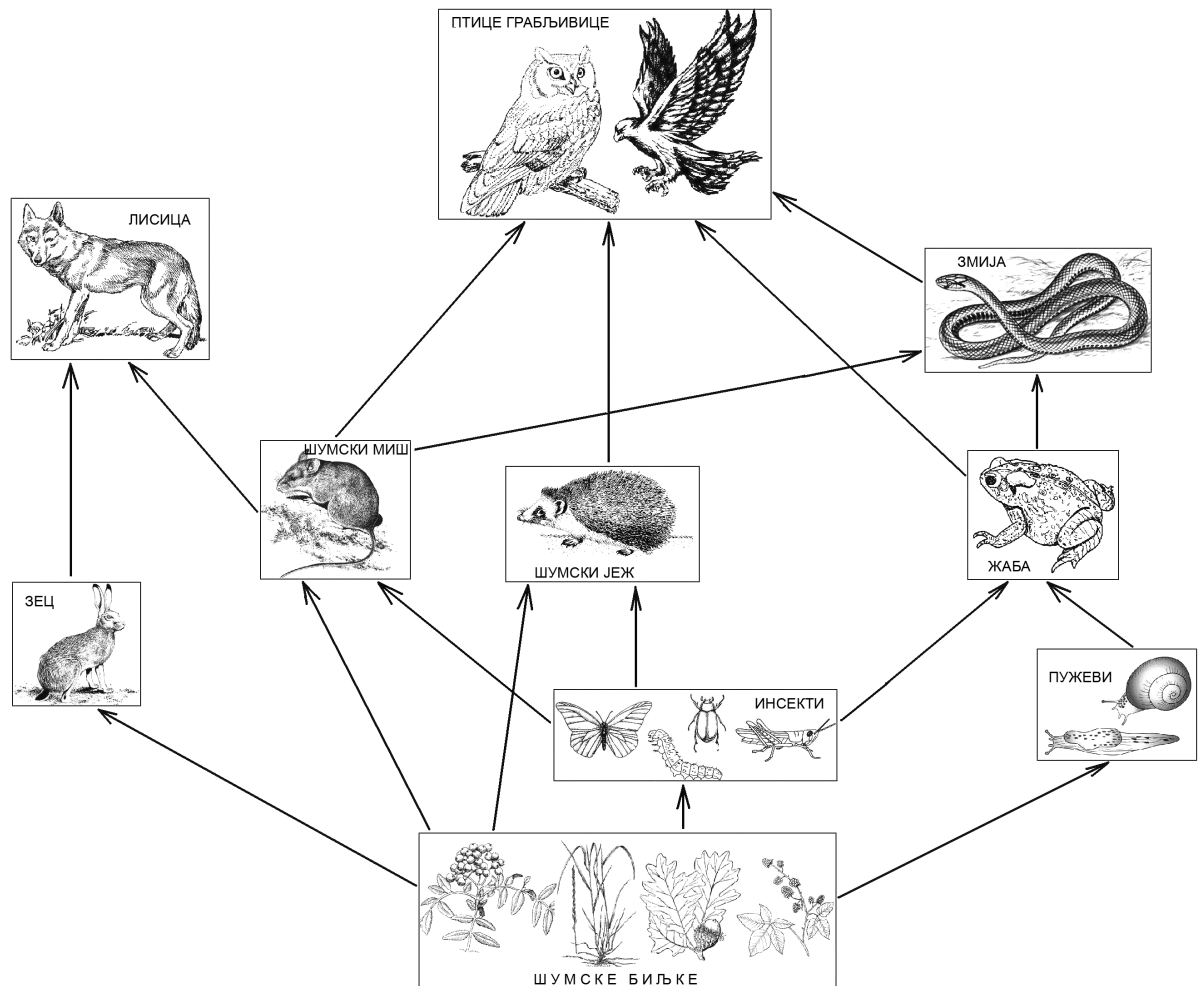 ПТИЦЕ ГРАБЉИВИЦЕ
ЛИСИЦА
ЗМИЈА
ШУМСКИ МИШ
ШУМСКИ ЈЕЖ
ЖАБА
ЗЕЦ
ПУЖЕВИ
ИНСЕКТИ
ШУМСКЕ БИЉКЕ